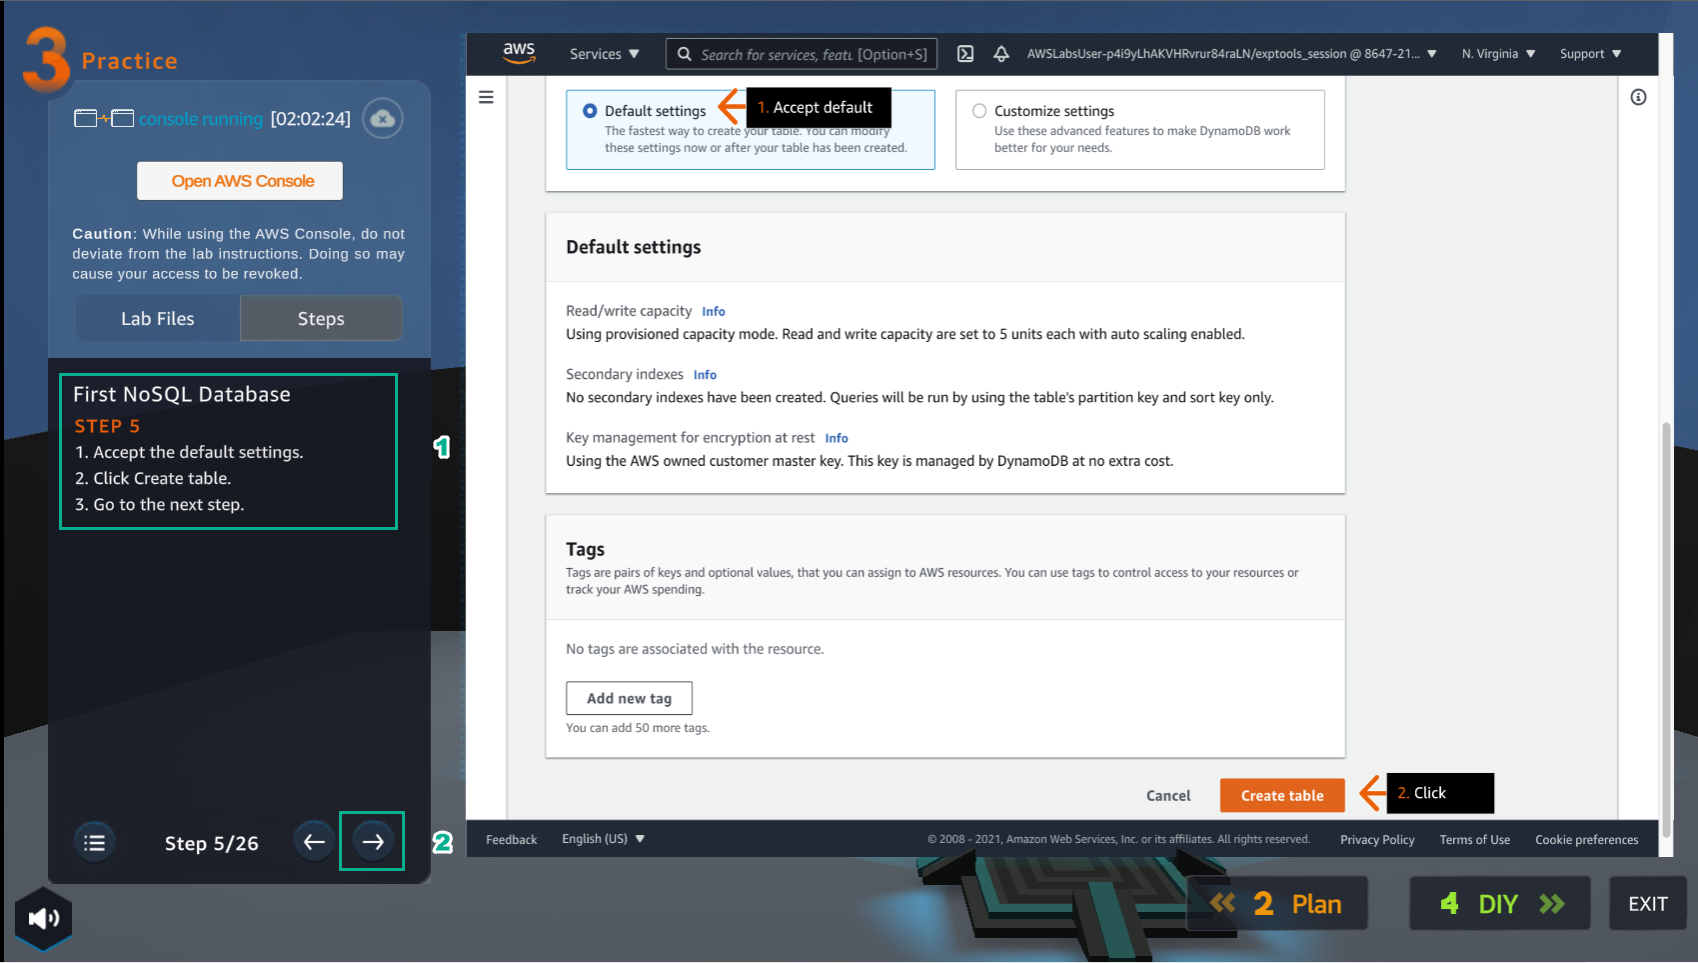 3 Practice
console running [02:02:24]
Open AWS Console
Caution: While using the AWS Console, do not
deviate from the lab instructions. Doing so may
cause your access to be revoked.
Lab Files
Steps
First NoSQL Database
STEP 5
1. Accept the default settings.
2. Click Create table.
3. Go to the next step.
1
Step 5/26
2
aws
Services ▼
Search for services, featu [Option+S]
AWSLabsUser-p4i9yLhAKVHRvrur84raLN/exptools_session @ 8647-21... ▼
N. Virginia ▼
Support ▼
Default settings
1. Accept default
The fastest way to create your table. You can modify
these settings now or after your table has been created.
Customize settings
Use these advanced features to make DynamoDB work
better for your needs.
Default settings
Read/write capacity Info
Using provisioned capacity mode. Read and write capacity are set to 5 units each with auto scaling enabled.
Secondary indexes Info
No secondary indexes have been created. Queries will be run by using the table's partition key and sort key only.
Key management for encryption at rest Info
Using the AWS owned customer master key. This key is managed by DynamoDB at no extra cost.
Tags
Tags are pairs of keys and optional values, that you can assign to AWS resources. You can use tags to control access to your resources or
track your AWS spending.
No tags are associated with the resource.
Add new tag
You can add 50 more tags.
Cancel
Create table
2. Click
Feedback
English (US) ▼
© 2008 - 2021, Amazon Web Services, Inc. or its affiliates. All rights reserved.
Privacy Policy
Terms of Use
Cookie preferences
2 Plan
4 DIY
EXIT